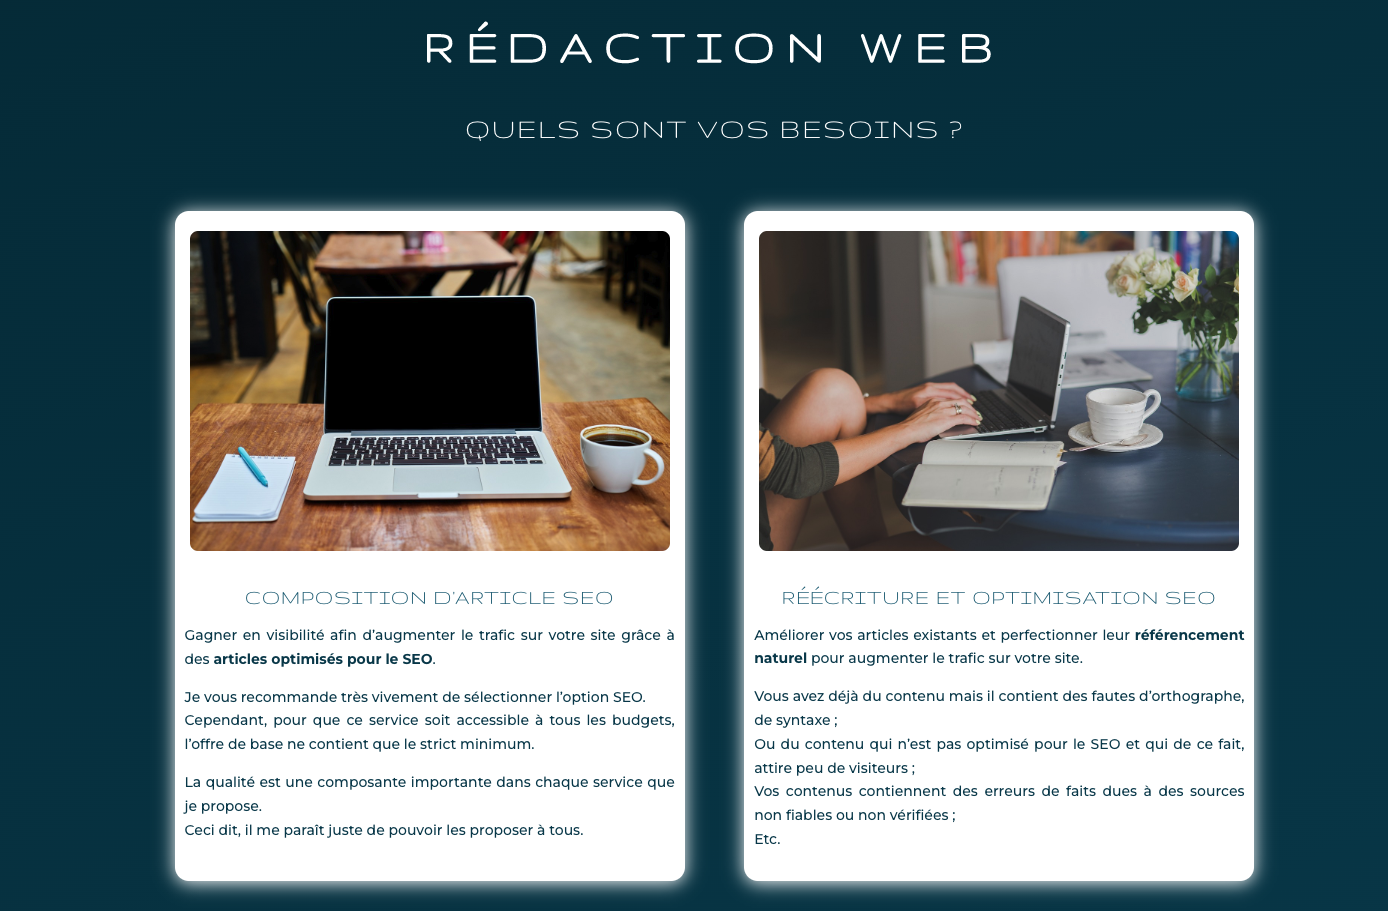 RÉDACTION WEB
QUELS SONT VOS BESOINS ?
COMPOSITION D'ARTICLE SEO
Gagner en visibilité afin d’augmenter le trafic sur votre site grâce à
des articles optimisés pour le SEO.
Je vous recommande très vivement de sélectionner l’option SEO.
Cependant, pour que ce service soit accessible à tous les budgets,
l’offre de base ne contient que le strict minimum.
La qualité est une composante importante dans chaque service que
je propose.
Ceci dit, il me paraît juste de pouvoir les proposer à tous.
RÉÉCRITURE ET OPTIMISATION SEO
Améliorer vos articles existants et perfectionner leur référencement
naturel pour augmenter le trafic sur votre site.
Vous avez déjà du contenu mais il contient des fautes d’orthographe,
de syntaxe ;
Ou du contenu qui n’est pas optimisé pour le SEO et qui de ce fait,
attire peu de visiteurs ;
Vos contenus contiennent des erreurs de faits dues à des sources
non fiables ou non vérifiées ;
Etc.